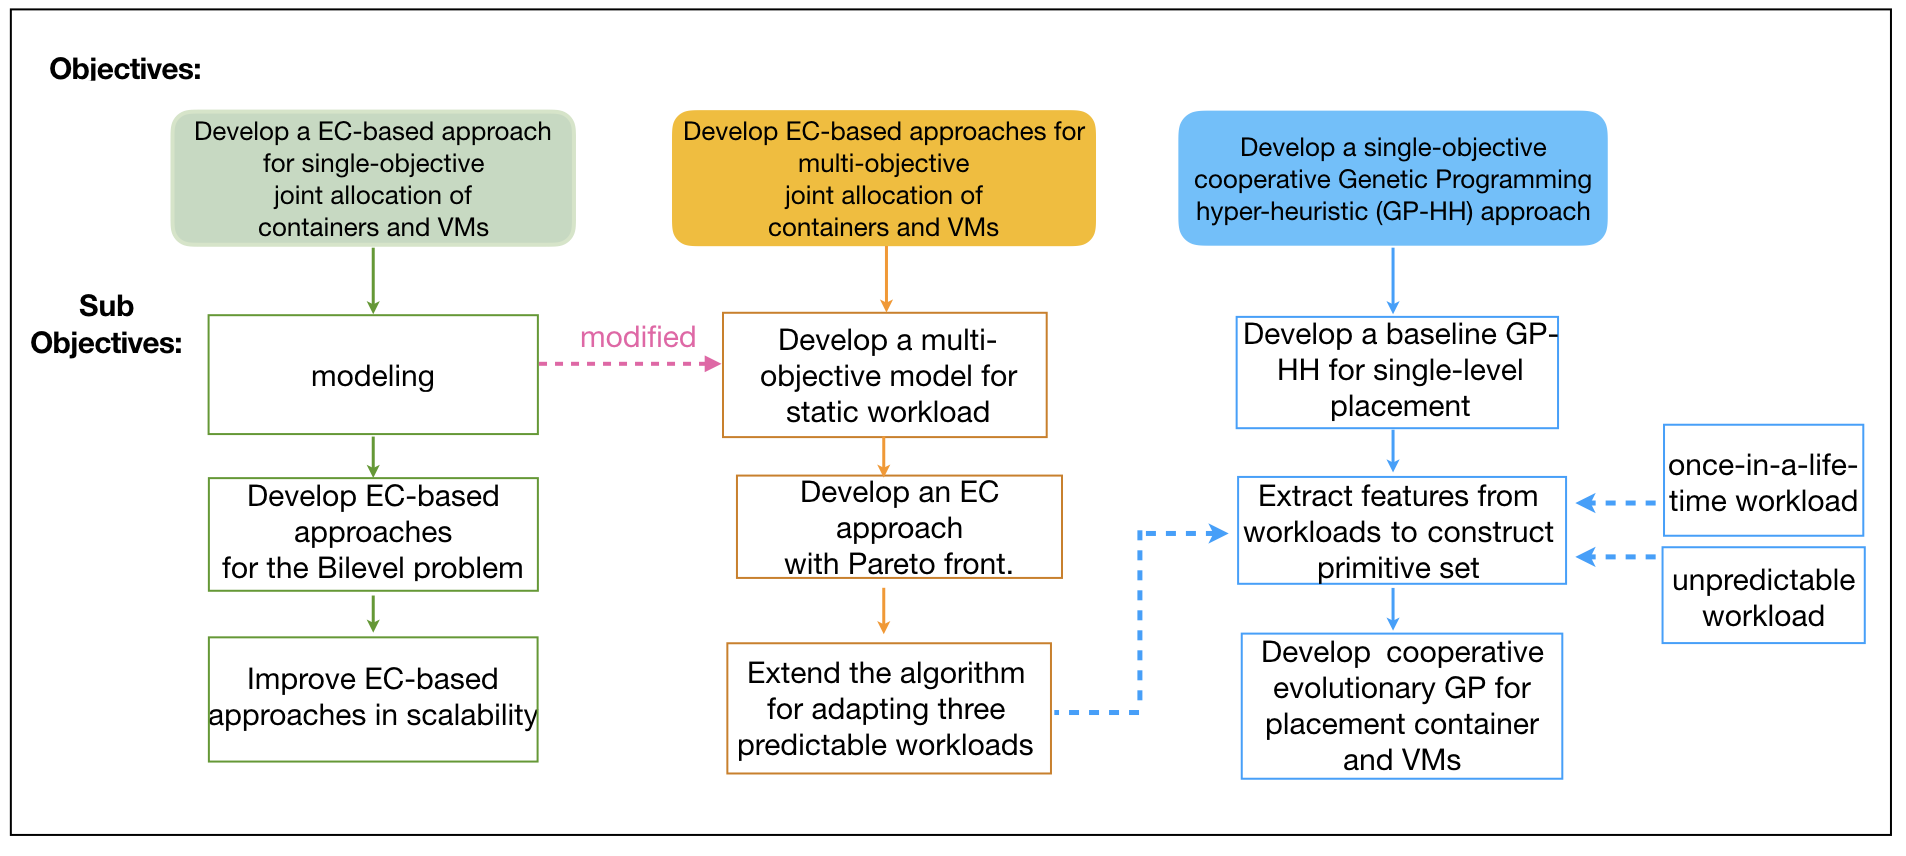 Objectives:
Develop a EC-based approach
for single-objective
joint allocation of
containers and VMs
Develop EC-based approaches for
multi-objective
joint allocation of
containers and VMs
Develop a single-objective
cooperative Genetic Programming
hyper-heuristic (GP-HH) approach
Sub
Objectives:
modeling
modified
Develop a multi-
objective model for
static workload
Develop a baseline GP-
HH for single-level
placement
Develop EC-based
approaches
for the Bilevel problem
Develop an EC
approach
with Pareto front.
Extract features from
workloads to construct
primitive set
once-in-a-life-
time workload
unpredictable
workload
Improve EC-based
approaches in scalability
Extend the algorithm
for adapting three
predictable workloads
Develop cooperative
evolutionary GP for
placement container
and VMs